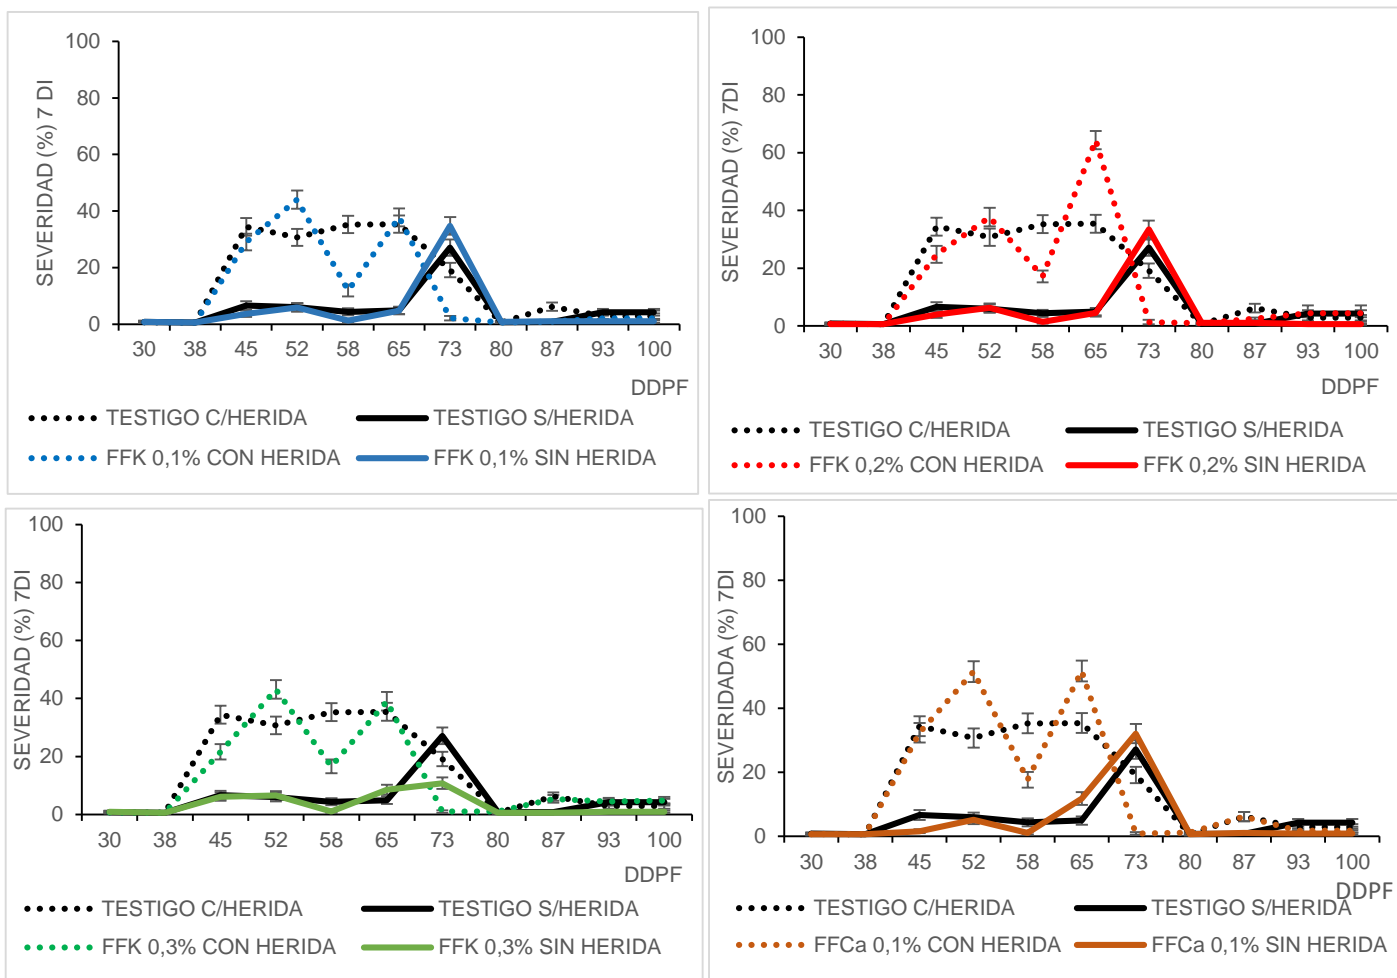 SEVERIDAD (%) 7 DI
100
80
60
40
20
0
30 38 45 52 58 65 73 80 87 93 100
DDPF
TESTIGO C/HERIDA TESTIGO S/HERIDA
FFK 0,1% CON HERIDA FFK 0,1% SIN HERIDA
SEVERIDAD (%) 7DI
100
80
60
40
20
0
30 38 45 52 58 65 73 80 87 93 100
DDPF
TESTIGO C/HERIDA TESTIGO S/HERIDA
FFK 0,2% CON HERIDA FFK 0,2% SIN HERIDA
SEVERIDAD (%) 7DI
100
80
60
40
20
0
30 38 45 52 58 65 73 80 87 93 100
DDPF
TESTIGO C/HERIDA TESTIGO S/HERIDA
FFK 0,3% CON HERIDA FFK 0,3% SIN HERIDA
SEVERIDADA (%) 7DI
100
80
60
40
20
0
30 38 45 52 58 65 73 80 87 93 100
DDPF
TESTIGO C/HERIDA TESTIGO S/HERIDA
FFCa 0,1% CON HERIDA FFCa 0,1% SIN HERIDA